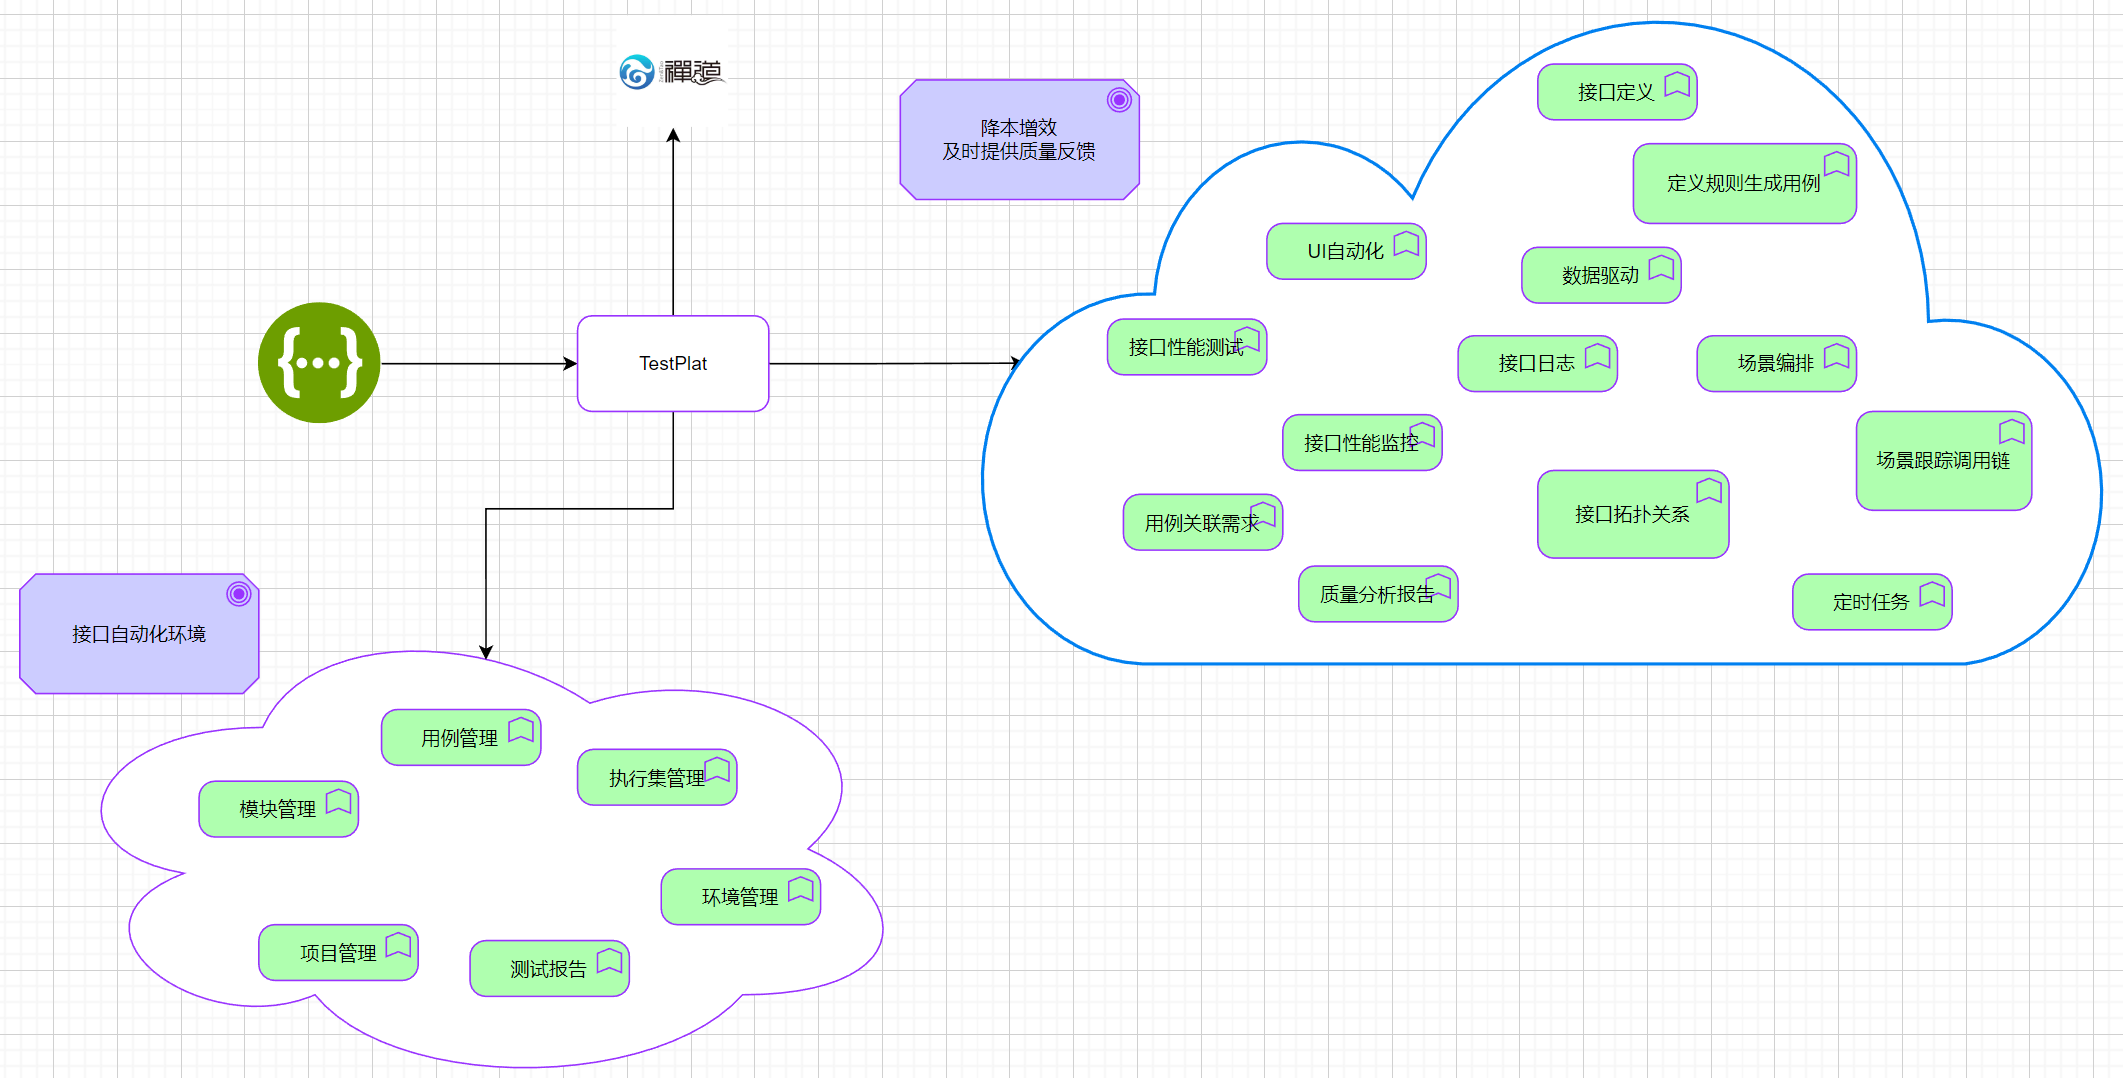 禪道
降本增效
及时提供质量反馈
接口定义
定义规则生成用例
UI自动化
数据驱动
接口性能测试
接口日志
场景编排
TestPlat
{...}
接口性能监控
场景跟踪调用链
用例关联需求
接口拓扑关系
质量分析报告
定时任务
接口自动化环境
用例管理
执行集管理
模块管理
环境管理
项目管理
测试报告